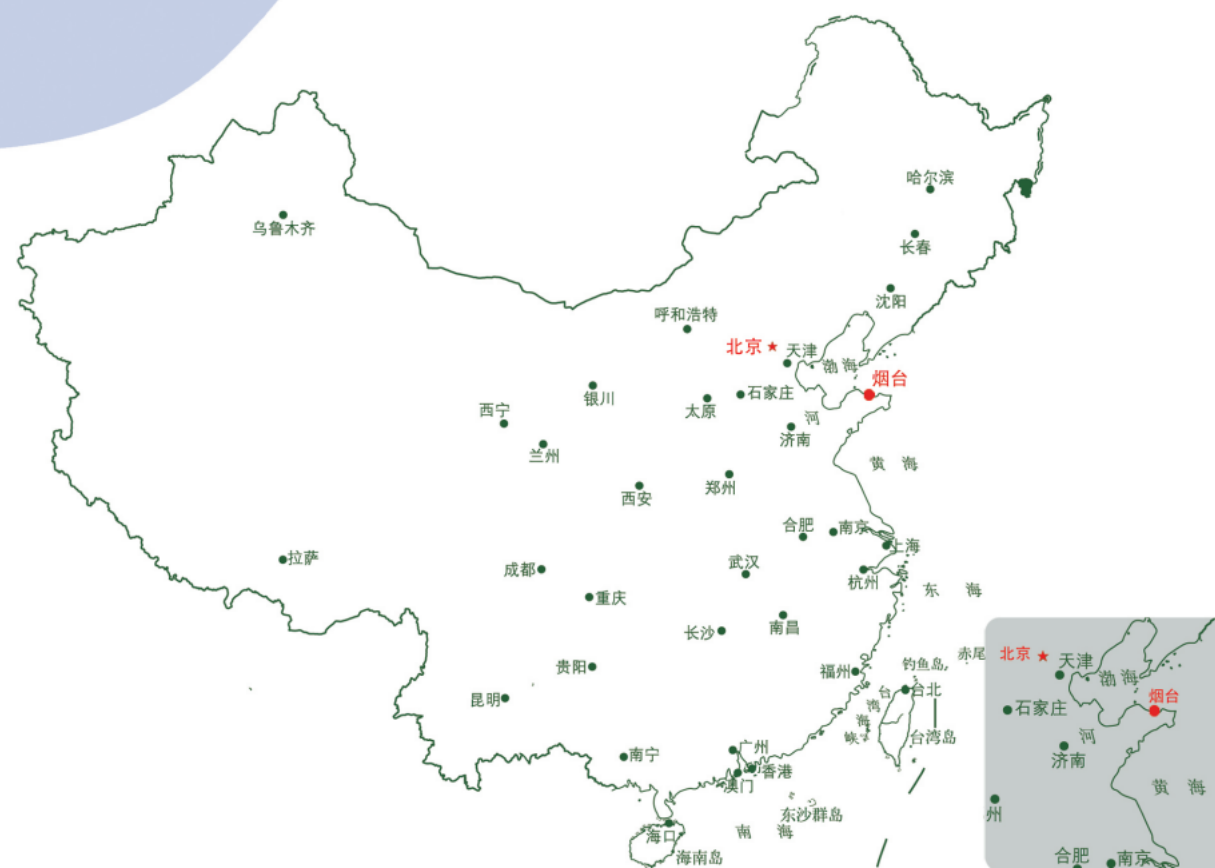 哈尔滨
乌鲁木齐
长春
沈阳
呼和浩特
北京
天津
渤海
烟台
银川
太原
石家庄
西宁
河
济南
兰州
黄 海
西安
郑州
合肥
南京
上海
拉萨
成都
武汉
杭州
重庆
东 海
长沙
南昌
贵阳
福州
钓鱼岛
赤尾
昆明
台北
台湾海峡
台湾岛
南宁
广州
香港
澳门
东沙群岛
海口
南 海
海南岛
北京
天津
渤海
烟台
石家庄
河
济南
黄 海
州
合肥
南京